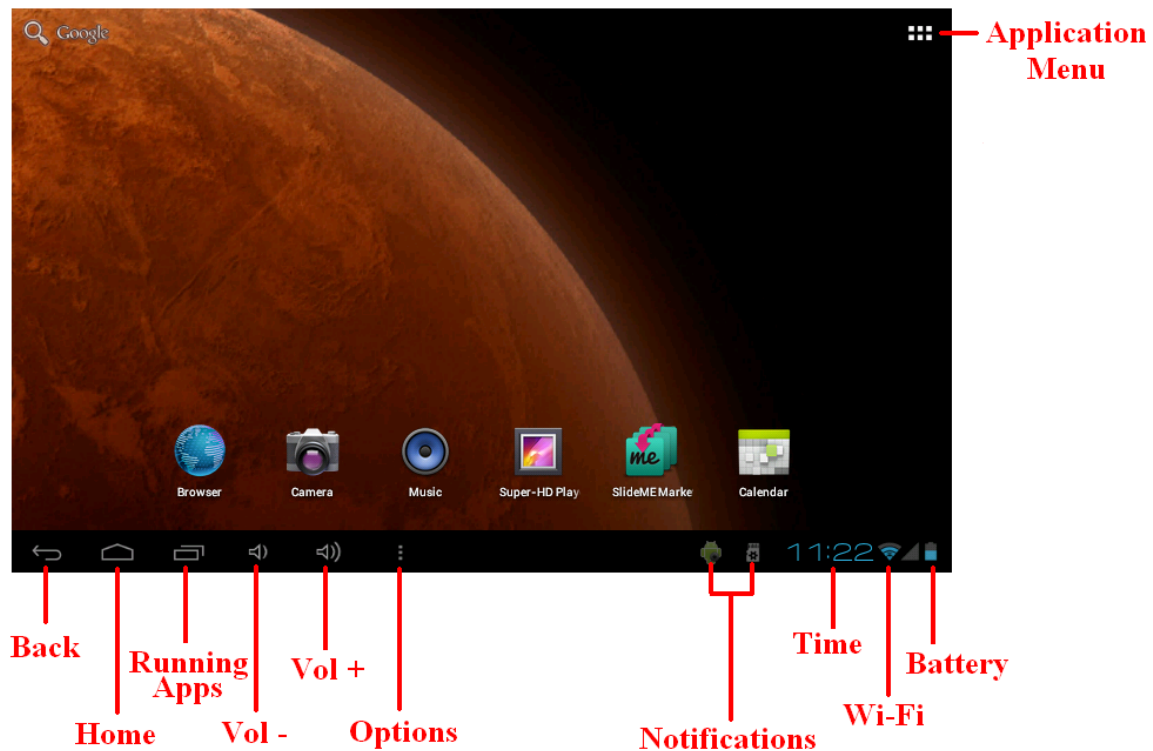 Google
Application
Menu
Browser
Camera
Music
me
Super-HD Play
SlideME Marke
Calendar
11:22
Back
Running
Apps
Vol +
Time
Battery
Home
Vol -
Options
Notifications
Wi-Fi